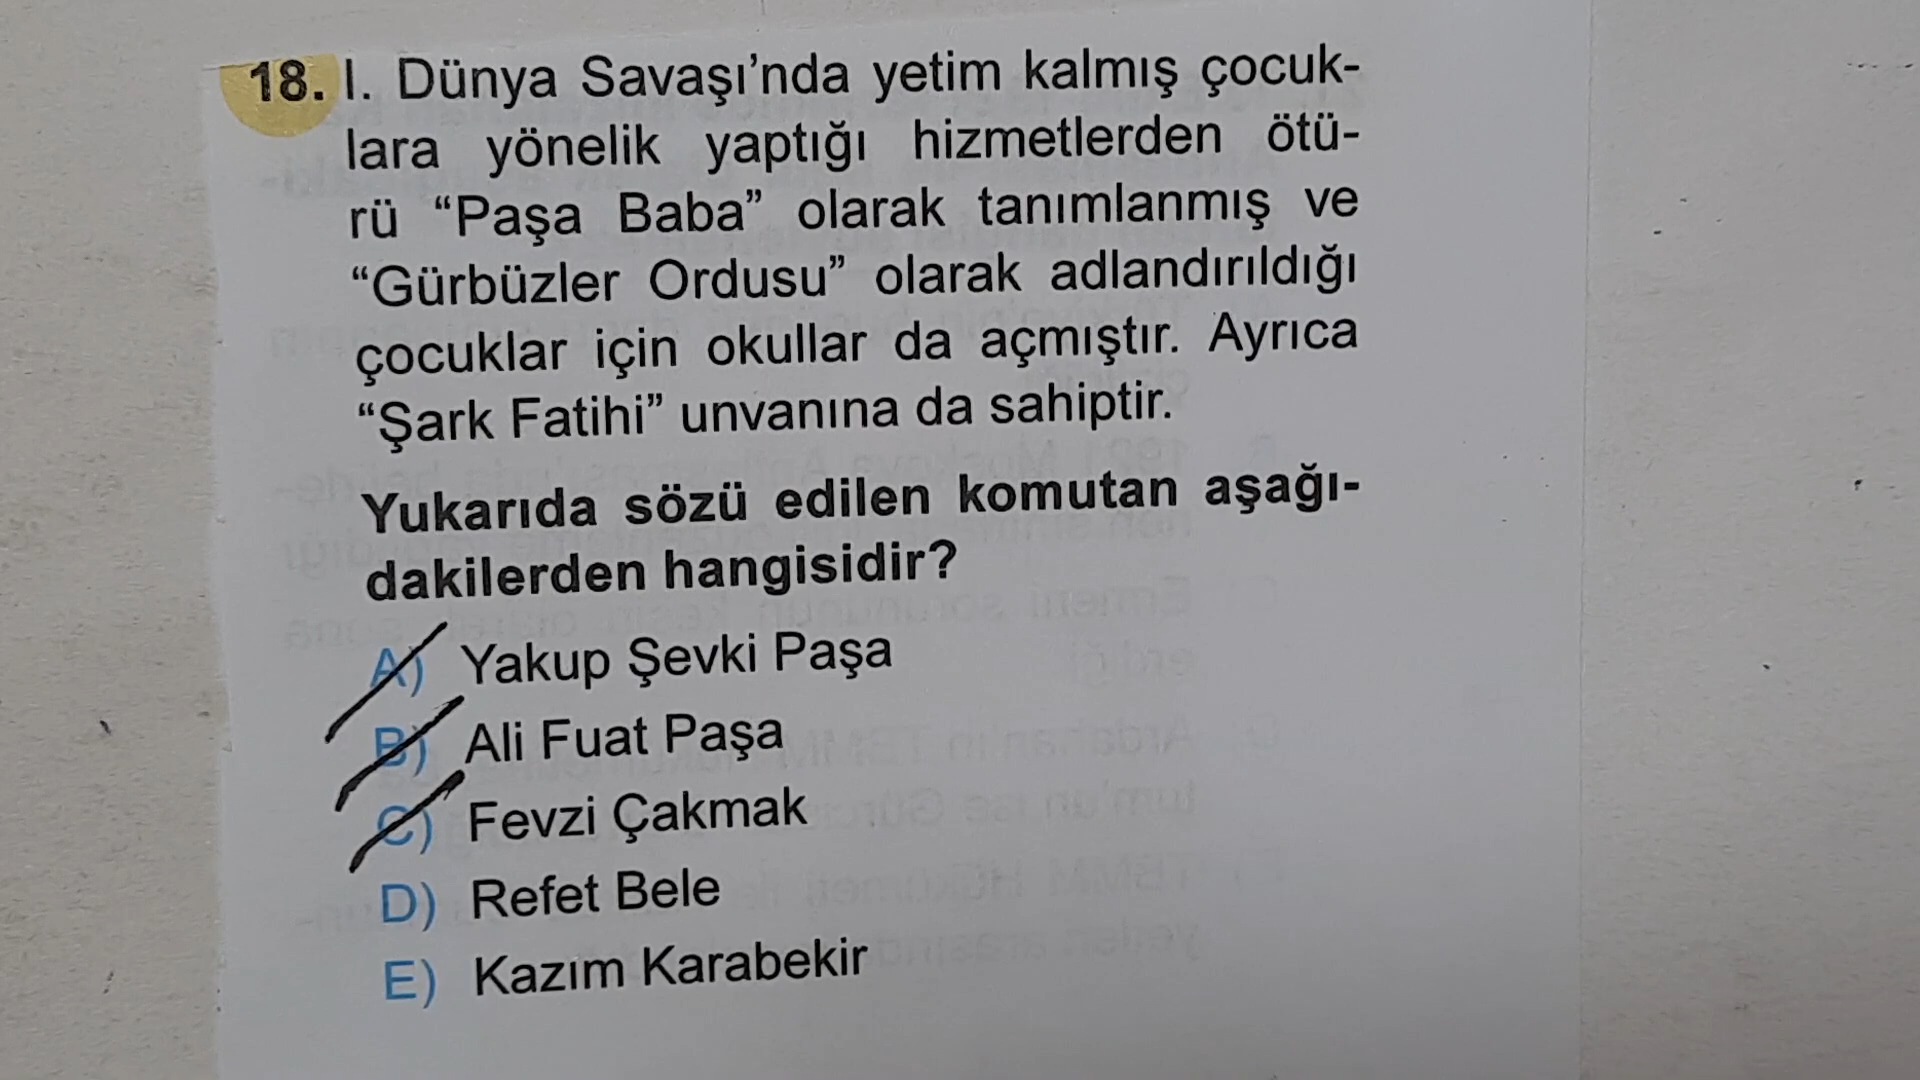 18. I. Dünya Savaşı'nda yetim kalmış çocuk-
lara yönelik yaptığı hizmetlerden ötü-
rü “Paşa Baba” olarak tanımlanmış ve
“Gürbüzler Ordusu” olarak adlandırıldığı
çocuklar için okullar da açmıştır. Ayrıca
“Şark Fatihi” unvanına da sahiptir.
Yukarıda sözü edilen komutan aşağı-
dakilerden hangisidir?
A) Yakup Şevki Paşa
B) Ali Fuat Paşa
C) Fevzi Çakmak
D) Refet Bele
E) Kazım Karabekir